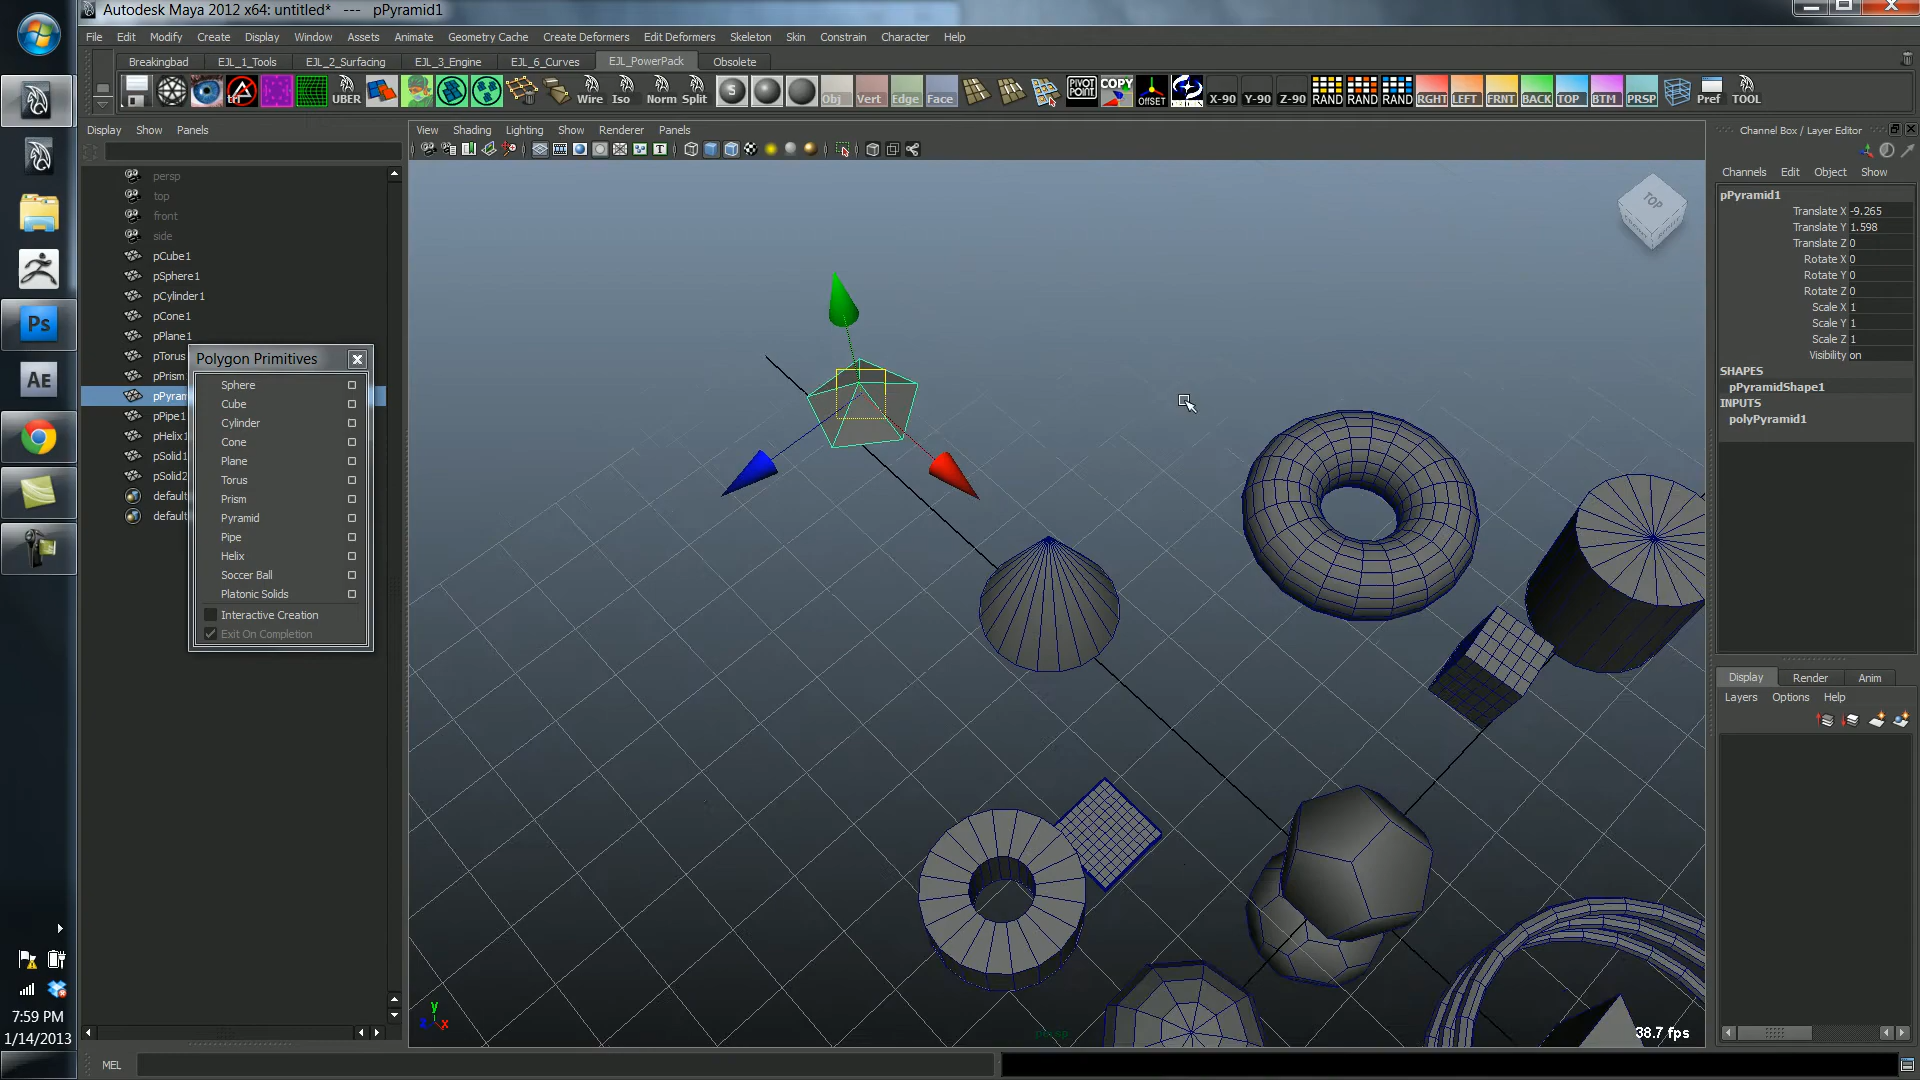 Autodesk Maya 2012 x64: untitled* --- pPyramid1
File Edit Modify Create Display Window Assets Animate Geometry Cache Create Deformers Edit Deformers Skeleton Skin Constrain Character Help
Breakingbad EJL_1_Tools EJL_2_Surfacing EJL_3_Engine EJL_6_Curves EJL_PowerPack Obsolete
tri UBER Wire Iso Norm Split S Obj Vert Edge Face PIVOT POINT COPY OFFSET X-90 Y-90 Z-90 RAND RAND RAND RGHT LEFT FRNT BACK TOP BTM PRSP Pref TOOL
Display Show Panels
View Shading Lighting Show Renderer Panels
Channel Box / Layer Editor
Channels Edit Object Show
persp
top
front
side
pCube1
pSphere1
pCylinder1
pCone1
pPlane1
pTorus
pPrism
pPyram
pPipe1
pHelix1
pSolid1
pSolid2
default
default
Polygon Primitives
Sphere
Cube
Cylinder
Cone
Plane
Torus
Prism
Pyramid
Pipe
Helix
Soccer Ball
Platonic Solids
Interactive Creation
Exit On Completion
TOP
pPyramid1
Translate X -9.265
Translate Y 1.598
Translate Z 0
Rotate X 0
Rotate Y 0
Rotate Z 0
Scale X 1
Scale Y 1
Scale Z 1
Visibility on
SHAPES
pPyramidShape1
INPUTS
polyPyramid1
Display Render Anim
Layers Options Help
Ps
AE
7:59 PM
1/14/2013
y
z x
persp
38.7 fps
MEL